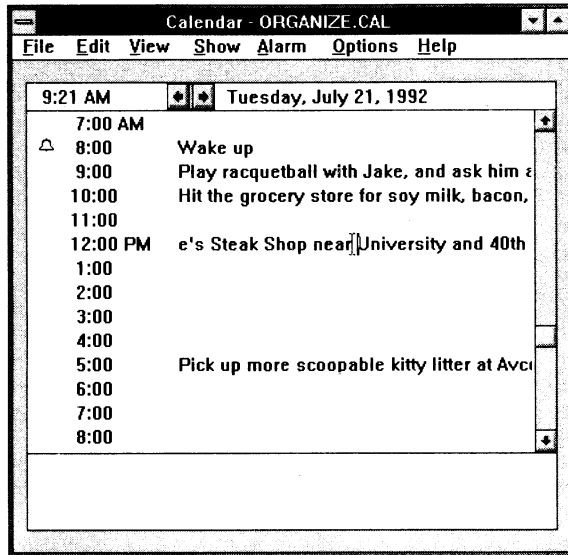 Calendar - ORGANIZE.CAL
File Edit View Show Alarm Options Help
9:21 AM Tuesday, July 21, 1992
7:00 AM
8:00 Wake up
9:00 Play racquetball with Jake, and ask him
10:00 Hit the grocery store for soy milk, bacon,
11:00
12:00 PM e's Steak Shop near University and 40th
1:00
2:00
3:00
4:00
5:00 Pick up more scoopable kitty litter at
6:00
7:00
8:00